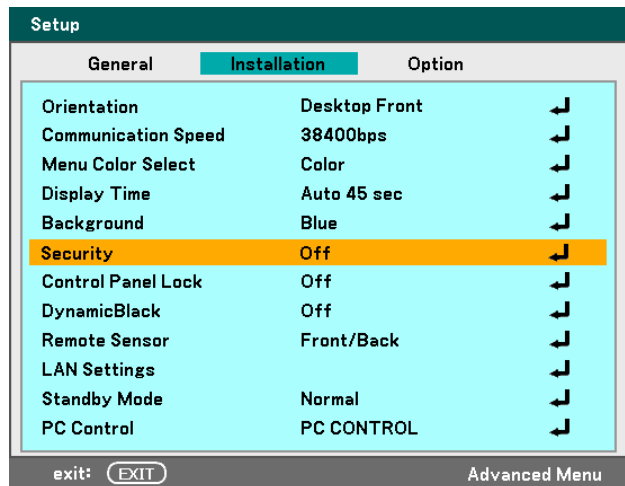 Setup
General Installation Option
Orientation Desktop Front
Communication Speed 38400bps
Menu Color Select Color
Display Time Auto 45 sec
Background Blue
Security Off
Control Panel Lock Off
DynamicBlack Off
Remote Sensor Front/Back
LAN Settings
Standby Mode Normal
PC Control PC CONTROL
exit: EXIT Advanced Menu